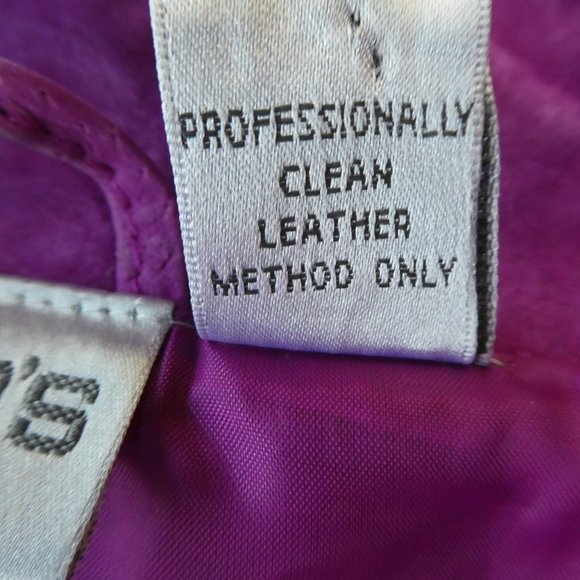 PROFESSIONALLY
CLEAN
LEATHER
METHOD ONLY
'S